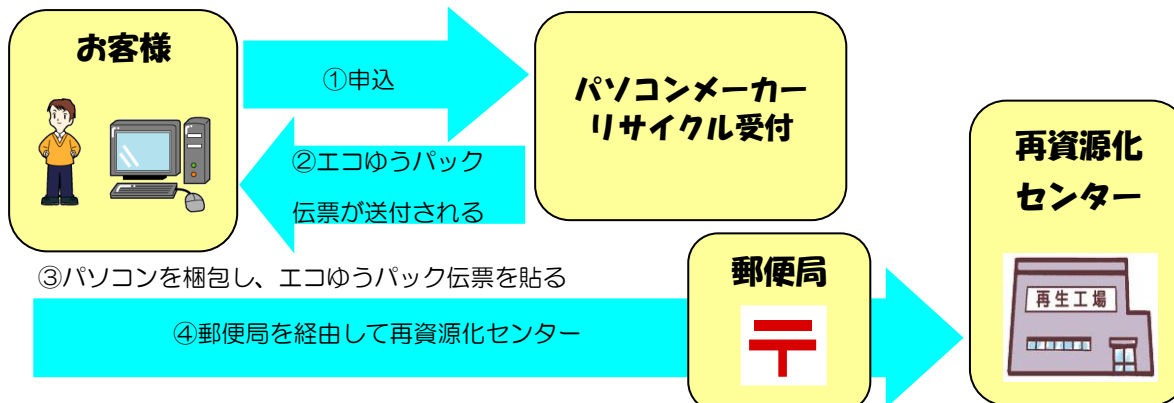 お客様
①申込
パソコンメーカー
リサイクル受付
②エコゆうパック
伝票が送付される
再資源化
センター
③パソコンを梱包し、エコゆうパック伝票を貼る
郵便局
④郵便局を経由して再資源化センター
〒
再生工場